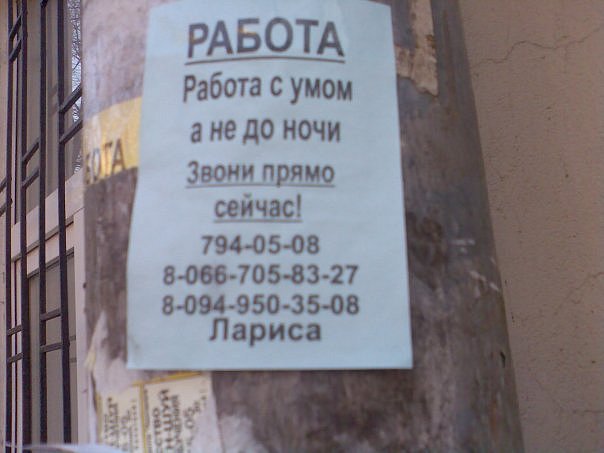 РАБОТА
Работа с умом
а не до ночи
Звони прямо
сейчас!
794-05-08
8-066-705-83-27
8-094-950-35-08
Лариса
БОТА